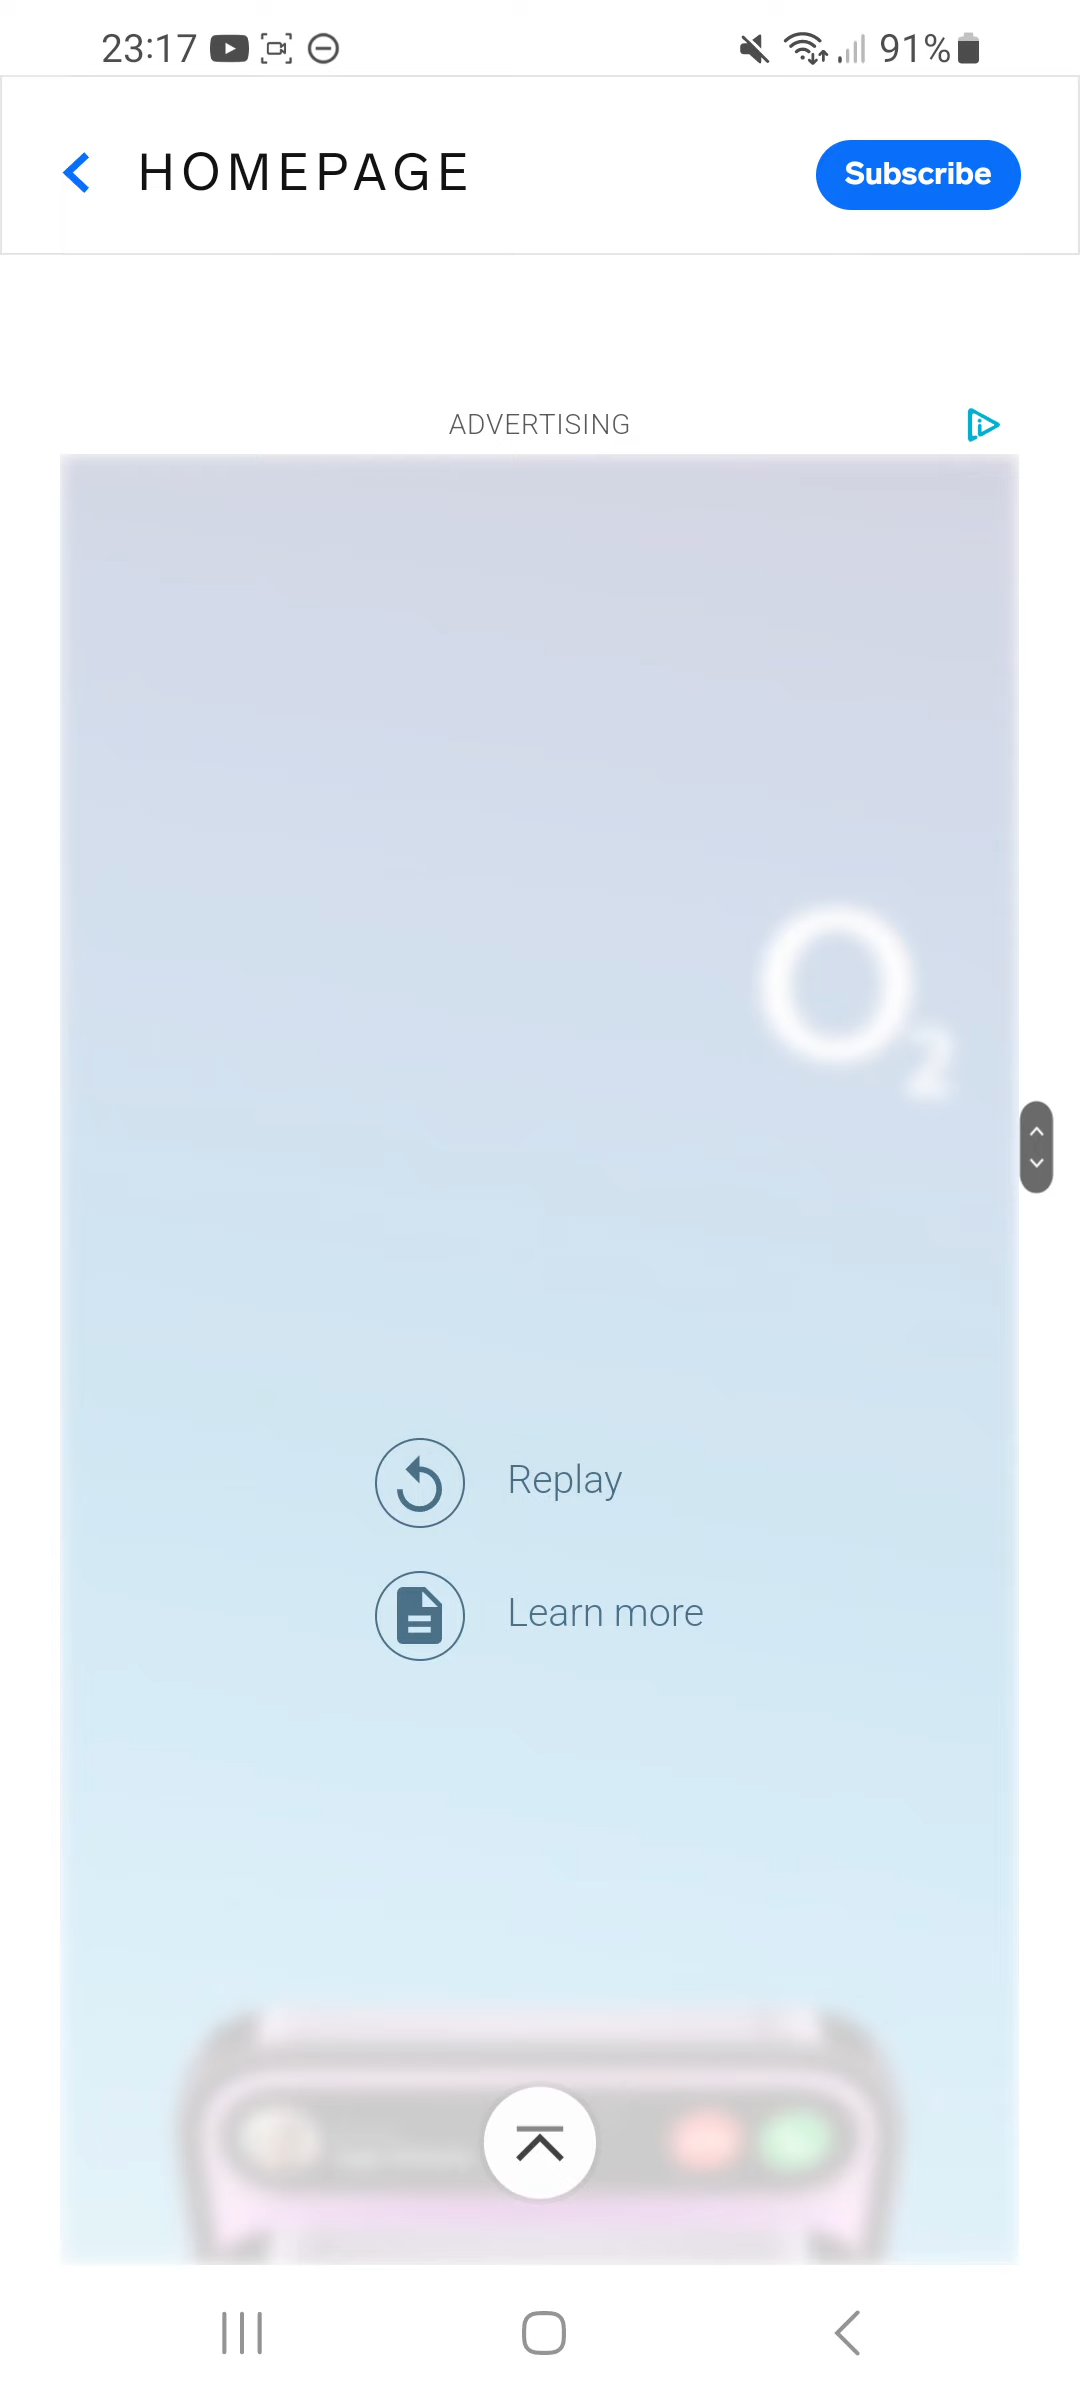 23:17
91%
HOMEPAGE
Subscribe
ADVERTISING
O2
Replay
Learn more